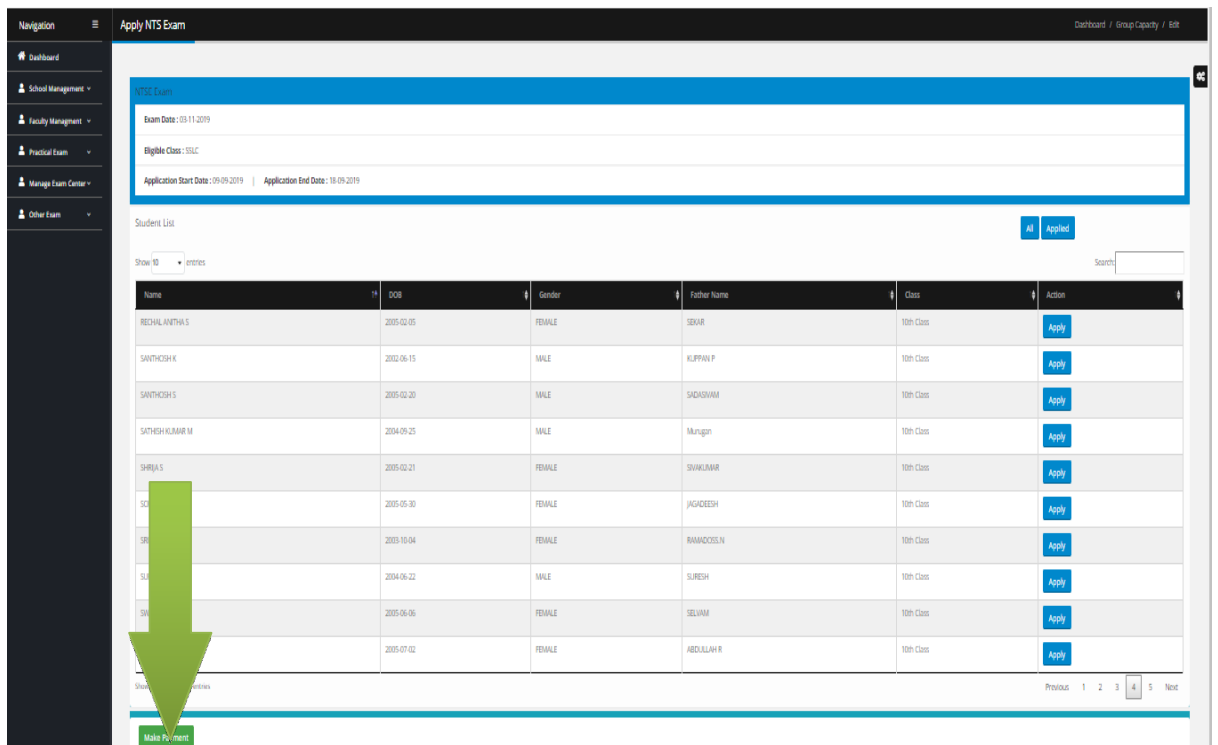 Navigation
Apply NTS Exam
Dashboard / Group Capacity / Edit
Dashboard
School Management
Faculty Managment
Practical Exam
Manage Exam Center
Other Exam
NTSE Exam
Exam Date : 03-11-2019
Eligible Class : SSLC
Application Start Date : 09-09-2019 | Application End Date : 18-09-2019
Student List
All Applied
Show 10 entries
Search:
Name DOB Gender Father Name Class Action
RECHAL ANITHA S 2005-02-05 FEMALE SEKAR 10th Class Apply
SANTHOSH K 2002-06-15 MALE KUPPAN P 10th Class Apply
SANTHOSH S 2005-02-20 MALE SADASIVAM 10th Class Apply
SATHISH KUMAR M 2004-09-25 MALE Murugan 10th Class Apply
SHRIJA S 2005-02-21 FEMALE SIVAKUMAR 10th Class Apply
2005-05-30 FEMALE JAGADEESH 10th Class Apply
2003-10-04 FEMALE RAMADOSS.N 10th Class Apply
2004-06-22 MALE SURESH 10th Class Apply
2005-06-06 FEMALE SELVAM 10th Class Apply
2005-07-02 FEMALE ABDULLAH R 10th Class Apply
entries
Previous 1 2 3 4 5 Next
Make Payment